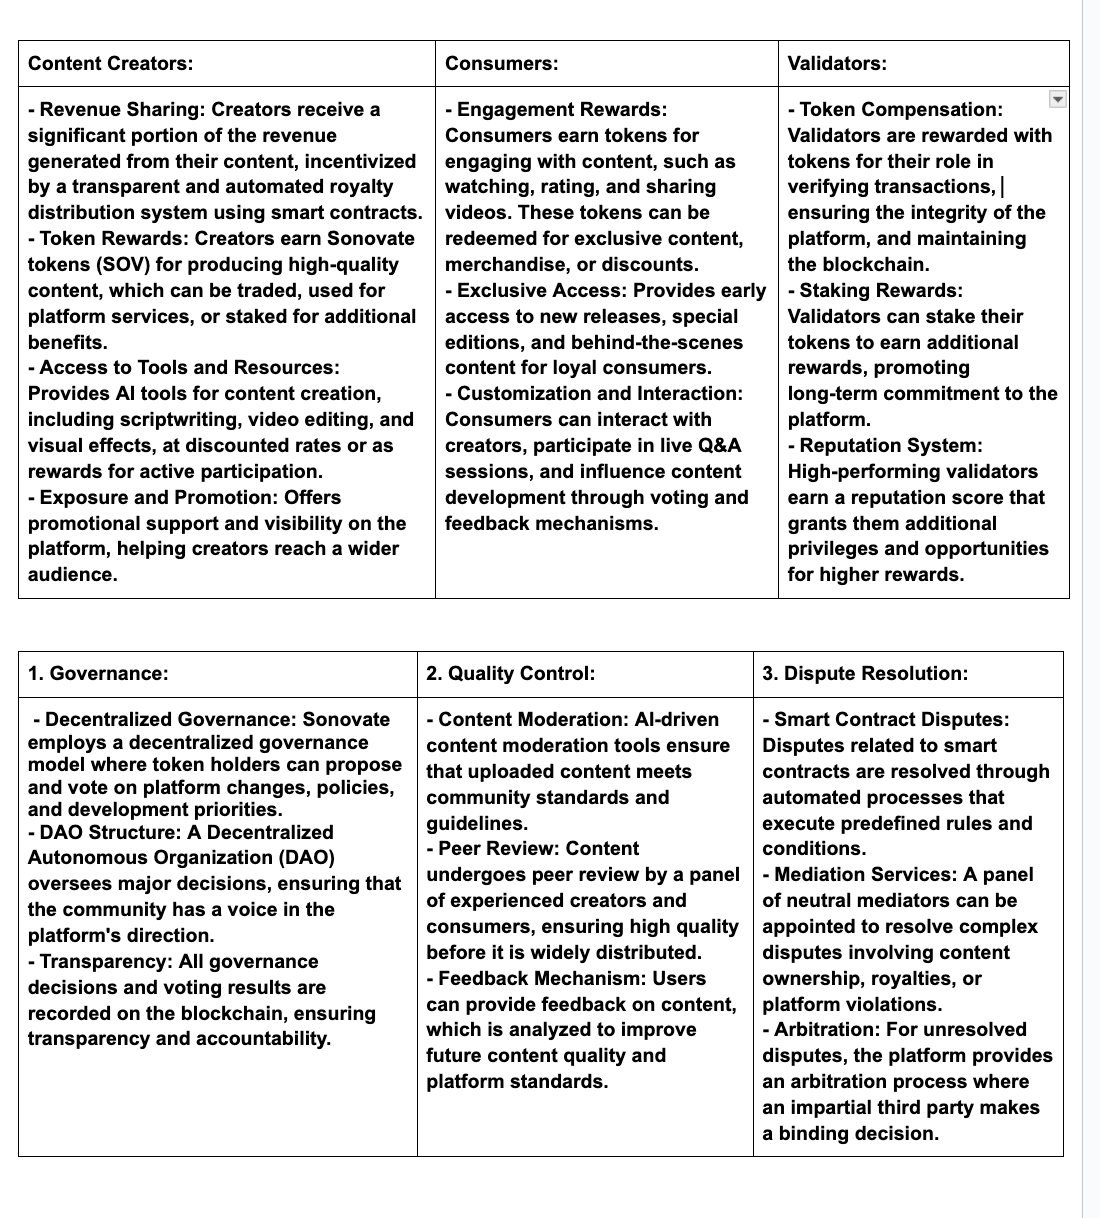 Content Creators:
- Revenue Sharing: Creators receive a
significant portion of the revenue
generated from their content, incentivized
by a transparent and automated royalty
distribution system using smart contracts.
- Token Rewards: Creators earn Sonovate
tokens (SOV) for producing high-quality
content, which can be traded, used for
platform services, or staked for additional
benefits.
- Access to Tools and Resources:
Provides AI tools for content creation,
including scriptwriting, video editing, and
visual effects, at discounted rates or as
rewards for active participation.
- Exposure and Promotion: Offers
promotional support and visibility on the
platform, helping creators reach a wider
audience.
Consumers:
- Engagement Rewards:
Consumers earn tokens for
engaging with content, such as
watching, rating, and sharing
videos. These tokens can be
redeemed for exclusive content,
merchandise, or discounts.
- Exclusive Access: Provides early
access to new releases, special
editions, and behind-the-scenes
content for loyal consumers.
- Customization and Interaction:
Consumers can interact with
creators, participate in live Q&A
sessions, and influence content
development through voting and
feedback mechanisms.
Validators:
- Token Compensation:
Validators are rewarded with
tokens for their role in
verifying transactions,
ensuring the integrity of the
platform, and maintaining
the blockchain.
- Staking Rewards:
Validators can stake their
tokens to earn additional
rewards, promoting
long-term commitment to the
platform.
- Reputation System:
High-performing validators
earn a reputation score that
grants them additional
privileges and opportunities
for higher rewards.
1. Governance:
- Decentralized Governance: Sonovate
employs a decentralized governance
model where token holders can propose
and vote on platform changes, policies,
and development priorities.
- DAO Structure: A Decentralized
Autonomous Organization (DAO)
oversees major decisions, ensuring that
the community has a voice in the
platform's direction.
- Transparency: All governance
decisions and voting results are
recorded on the blockchain, ensuring
transparency and accountability.
2. Quality Control:
- Content Moderation: AI-driven
content moderation tools ensure
that uploaded content meets
community standards and
guidelines.
- Peer Review: Content
undergoes peer review by a panel
of experienced creators and
consumers, ensuring high quality
before it is widely distributed.
- Feedback Mechanism: Users
can provide feedback on content,
which is analyzed to improve
future content quality and
platform standards.
3. Dispute Resolution:
- Smart Contract Disputes:
Disputes related to smart
contracts are resolved through
automated processes that
execute predefined rules and
conditions.
- Mediation Services: A panel
of neutral mediators can be
appointed to resolve complex
disputes involving content
ownership, royalties, or
platform violations.
- Arbitration: For unresolved
disputes, the platform provides
an arbitration process where
an impartial third party makes
a binding decision.